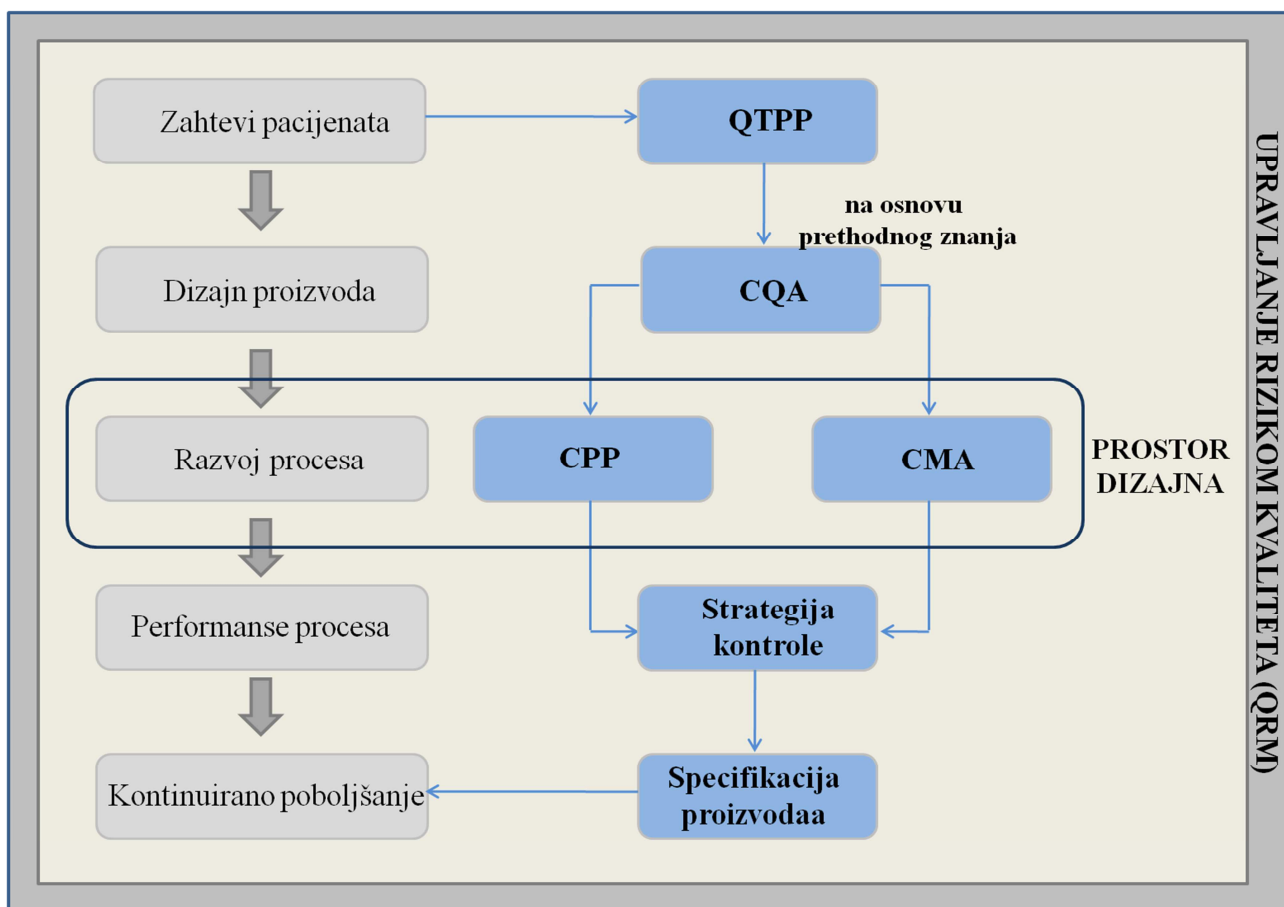 Zahtevi pacijenata
QTPP
na osnovu
prethodnog znanja
Dizajn proizvoda
CQA
Razvoj procesa
CPP
CMA
PROSTOR
DIZAJNA
Performanse procesa
Strategija
kontrole
Kontinuirano poboljšanje
Specifikacija
proizvodaa
UPRAVLJANJE RIZIKOM KVALITETA (QRM)